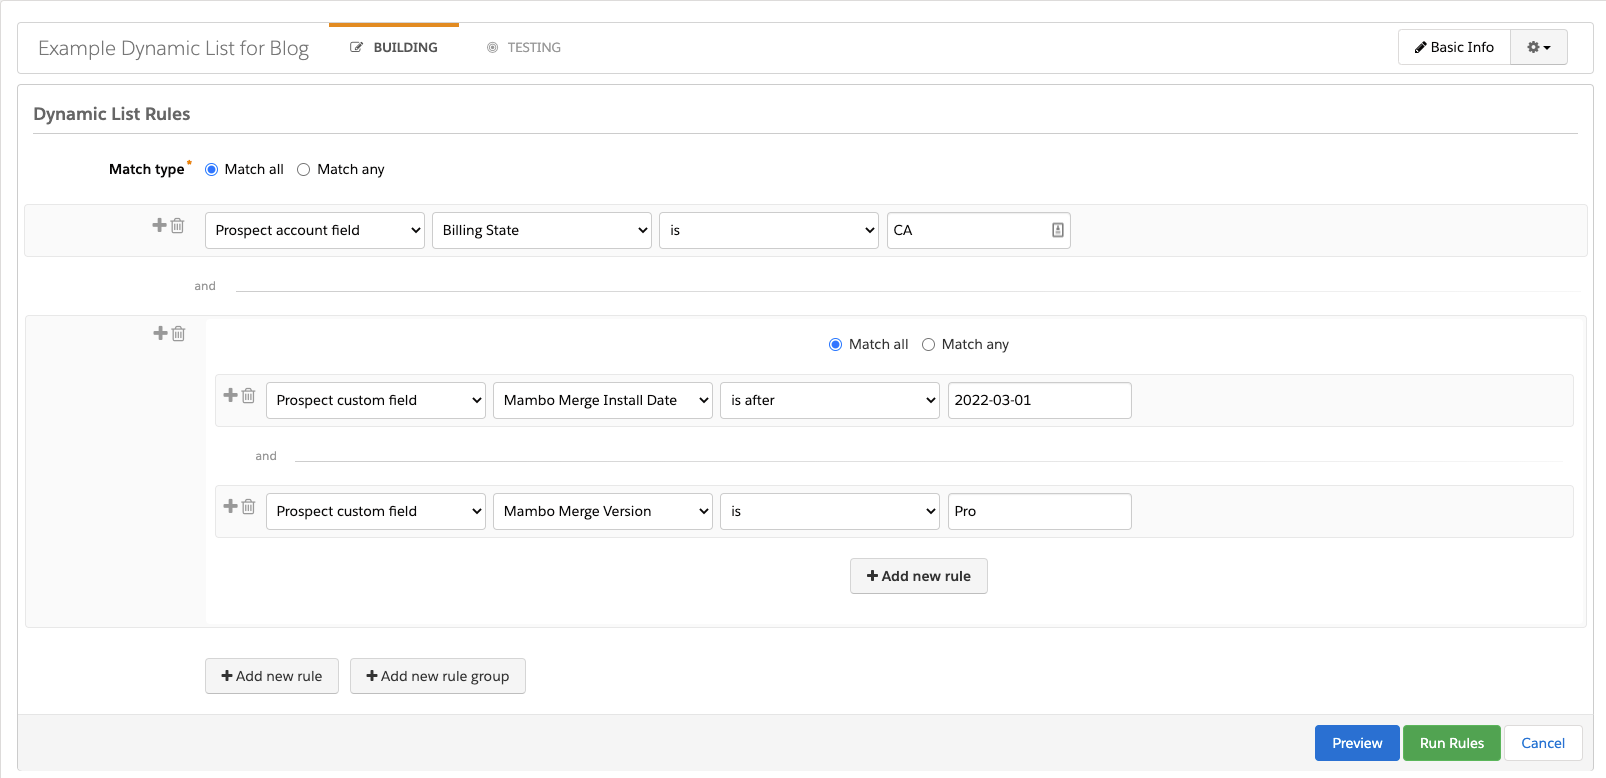 Example Dynamic List for Blog BUILDING TESTING Basic Info
Dynamic List Rules
Match type* Match all Match any
Prospect account field Billing State is CA
and
Match all Match any
Prospect custom field Mambo Merge Install Date is after 2022-03-01
and
Prospect custom field Mambo Merge Version is Pro
Add new rule
Add new rule Add new rule group
Preview Run Rules Cancel